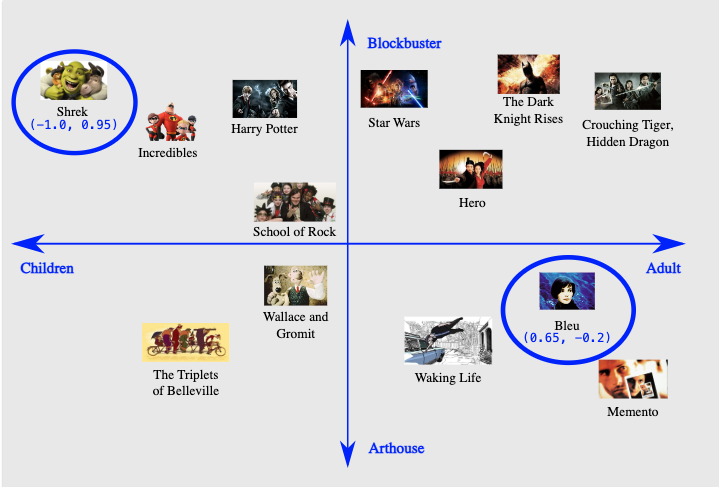 Blockbuster
Shrek
(−1.0, 0.95)
Incredibles
Harry Potter
Star Wars
The Dark
Knight Rises
Crouching Tiger,
Hidden Dragon
Hero
School of Rock
Children
Adult
Wallace and
Gromit
Bleu
(0.65, −0.2)
The Triplets
of Belleville
Waking Life
Memento
Arthouse